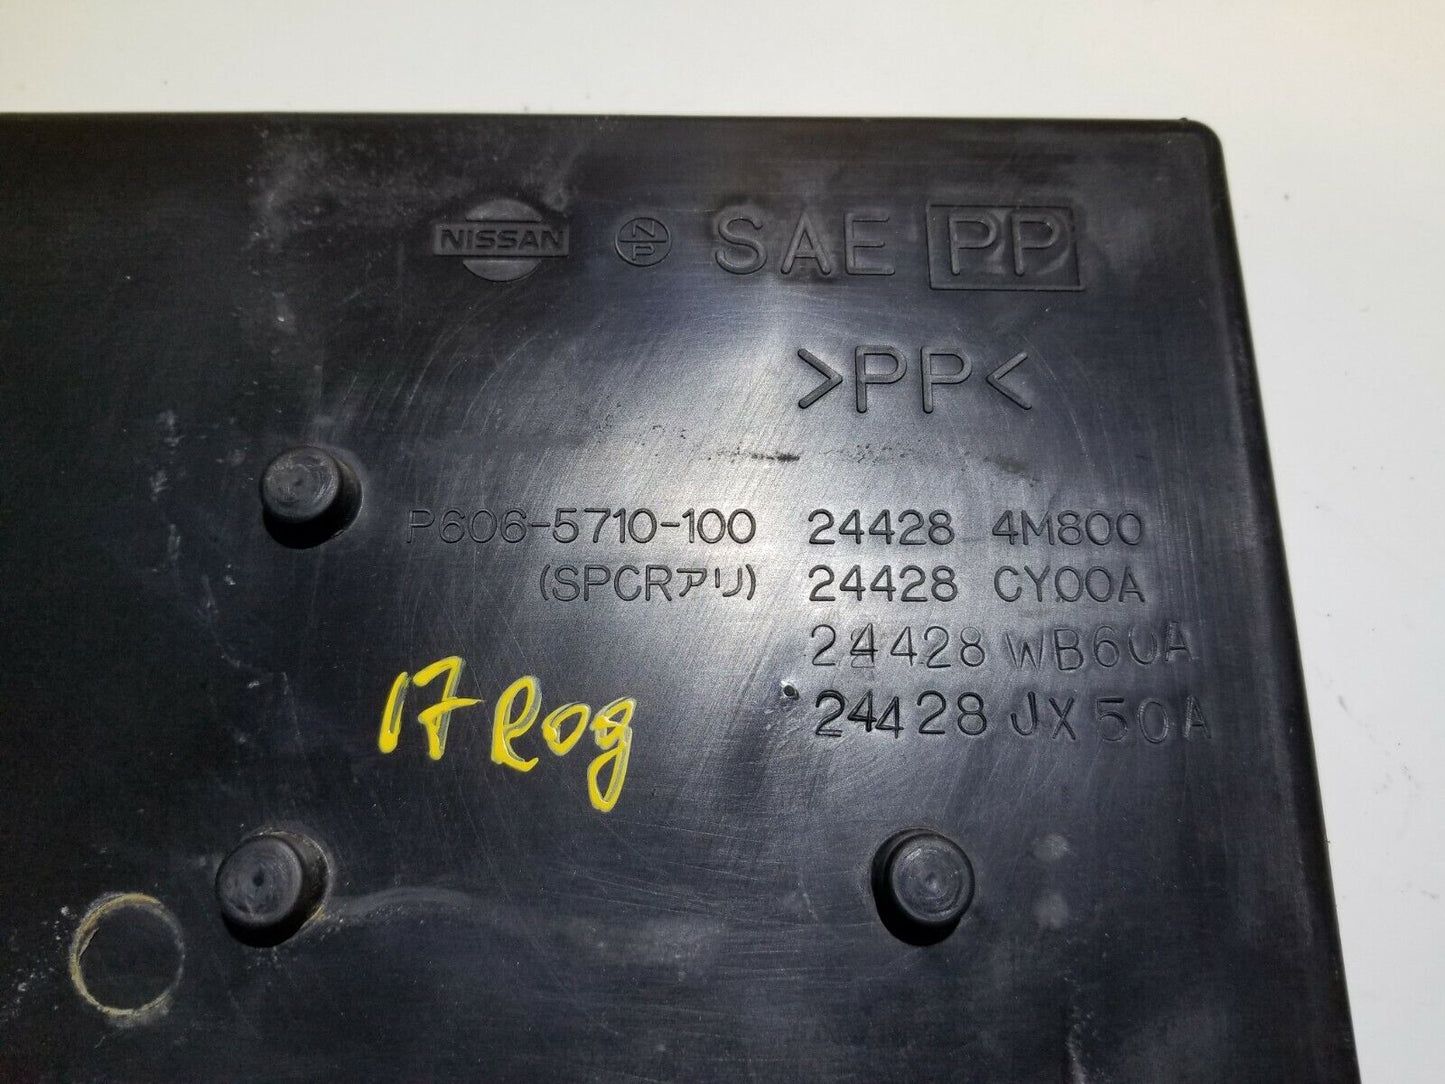 NISSAN N P SAE PP
>PP<
P606-5710-100 24428 4M800
(SPCRアリ) 24428 CY00A
24428 WB60A
24428 JX50A
17 Rog